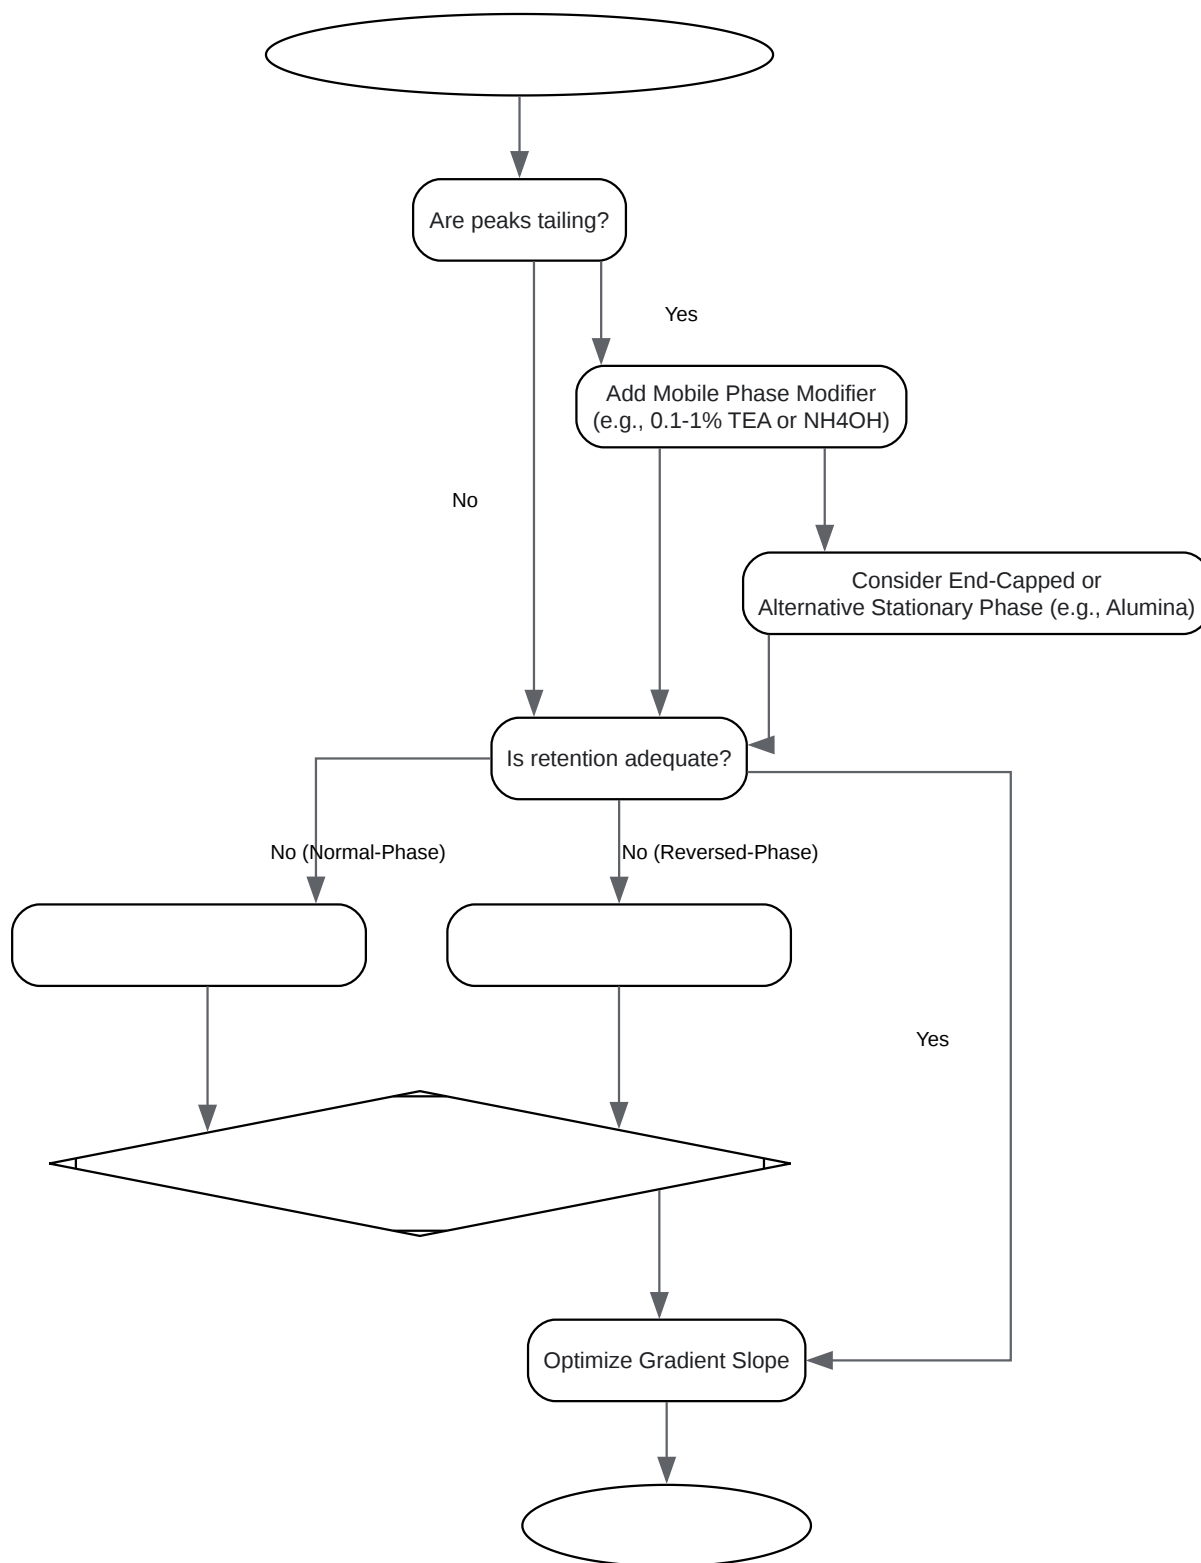 Are peaks tailing?
Yes
Add Mobile Phase Modifier
(e.g., 0.1-1% TEA or NH4OH)
No
Consider End-Capped or
Alternative Stationary Phase (e.g., Alumina)
Is retention adequate?
No (Normal-Phase)
No (Reversed-Phase)
Yes
Optimize Gradient Slope